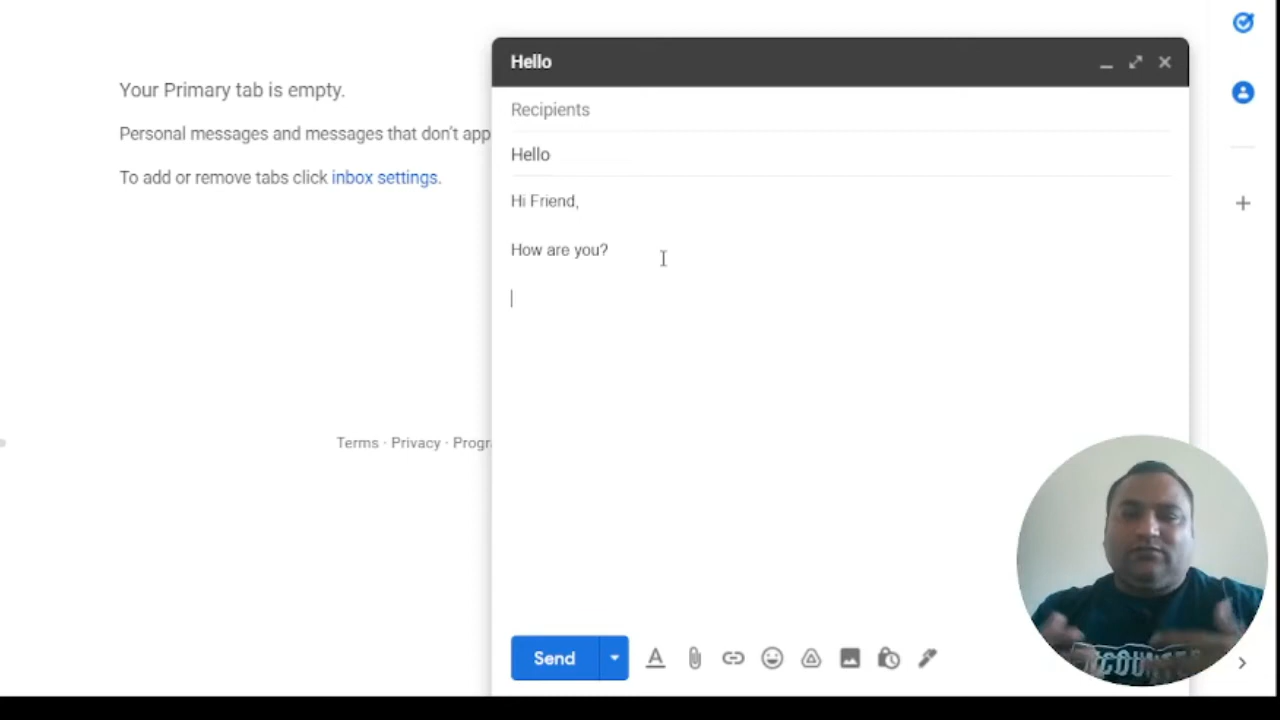 Your Primary tab is empty.
Personal messages and messages that don't app
To add or remove tabs click inbox settings.
Terms · Privacy · Progr
Hello
Recipients
Hello
Hi Friend,
How are you?
Send